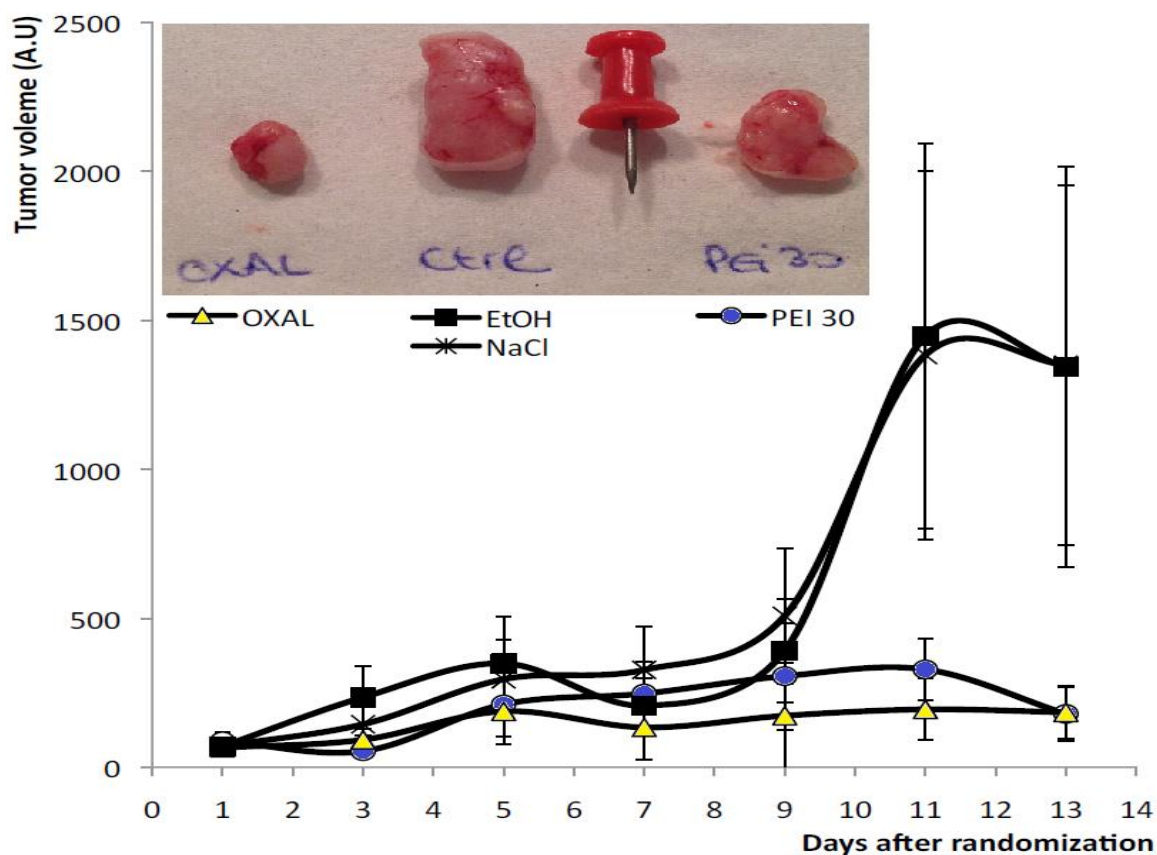 Tumor voleme (A.U)
2500
2000
1500
1000
500
0
OXAL Ctrl PEi 30
OXAL EtOH PEI 30
NaCl
0 1 2 3 4 5 6 7 8 9 10 11 12 13 14
Days after randomization